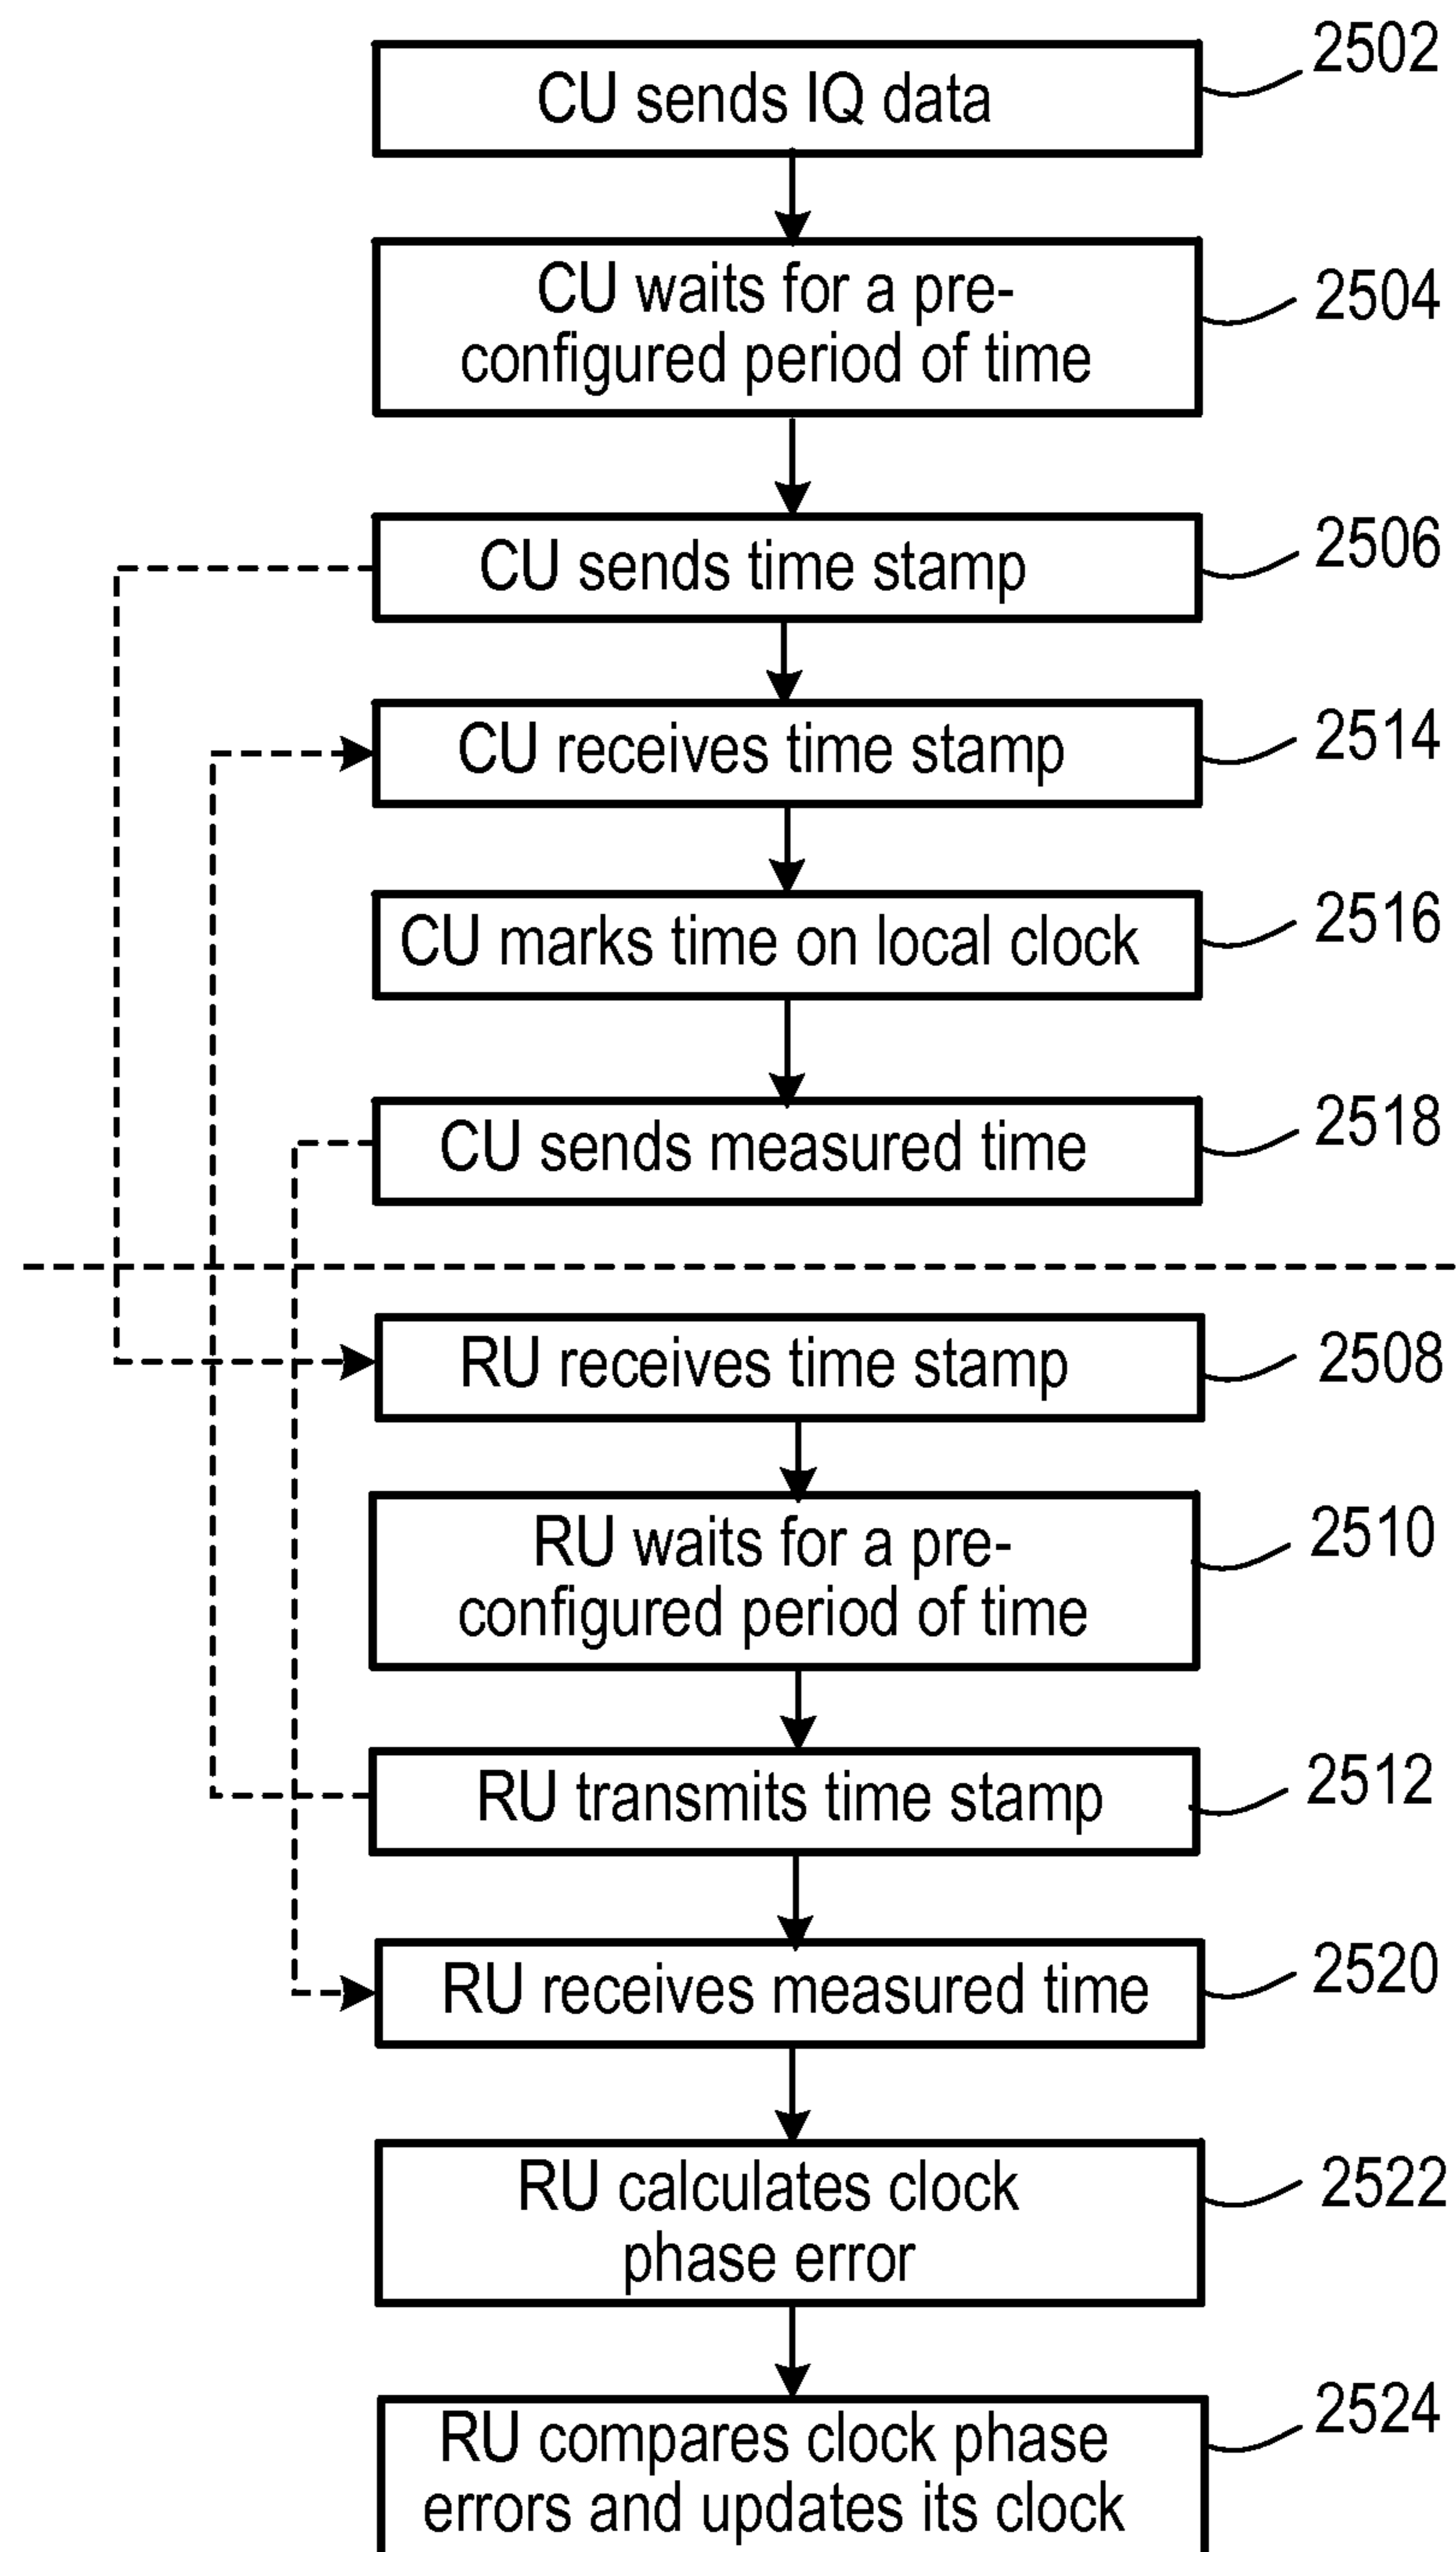 2502
CU sends IQ data
CU waits for a pre-
configured period of time
2504
CU sends time stamp
2506
CU receives time stamp
2514
CU marks time on local clock
2516
CU sends measured time
2518
RU receives time stamp
2508
RU waits for a pre-
configured period of time
2510
RU transmits time stamp
2512
RU receives measured time
2520
RU calculates clock
phase error
2522
RU compares clock phase
errors and updates its clock
2524